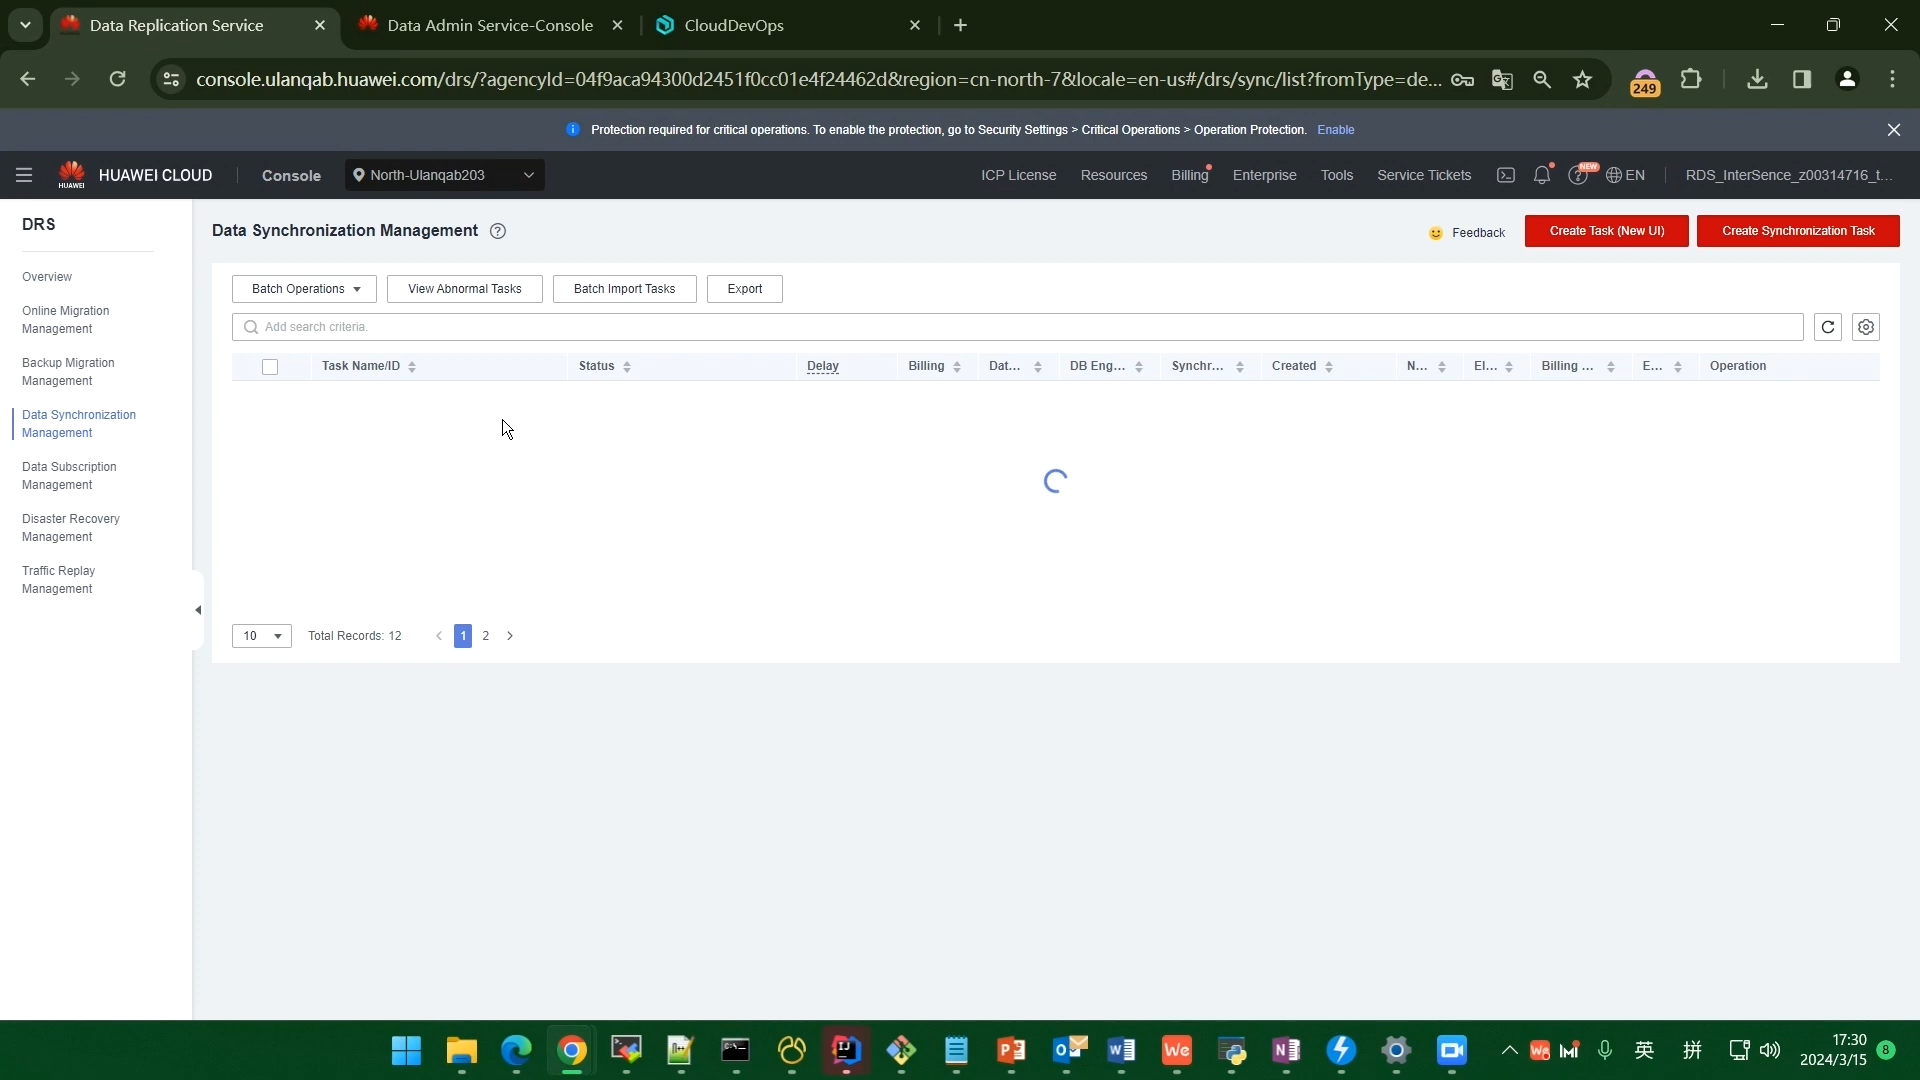 Data Replication Service
Data Admin Service-Console
CloudDevOps
console.ulanqab.huawei.com/drs/?agencyId=04f9aca94300d2451f0cc01e4f24462d&region=cn-north-7&locale=en-us#/drs/sync/list?fromType=de...
249
Protection required for critical operations. To enable the protection, go to Security Settings > Critical Operations > Operation Protection. Enable
HUAWEI
HUAWEI CLOUD
Console
North-Ulanqab203
ICP License
Resources
Billing
Enterprise
Tools
Service Tickets
NEW
EN
RDS_InterSence_z00314716_t...
DRS
Overview
Online Migration
Management
Backup Migration
Management
Data Synchronization
Management
Data Subscription
Management
Disaster Recovery
Management
Traffic Replay
Management
Data Synchronization Management
Feedback
Create Task (New UI)
Create Synchronization Task
Batch Operations
View Abnormal Tasks
Batch Import Tasks
Export
Add search criteria.
Task Name/ID
Status
Delay
Billing
Dat...
DB Eng...
Synchr...
Created
N...
El...
Billing ...
E...
Operation
10
Total Records: 12
1
2
英
拼
17:30
2024/3/15
8